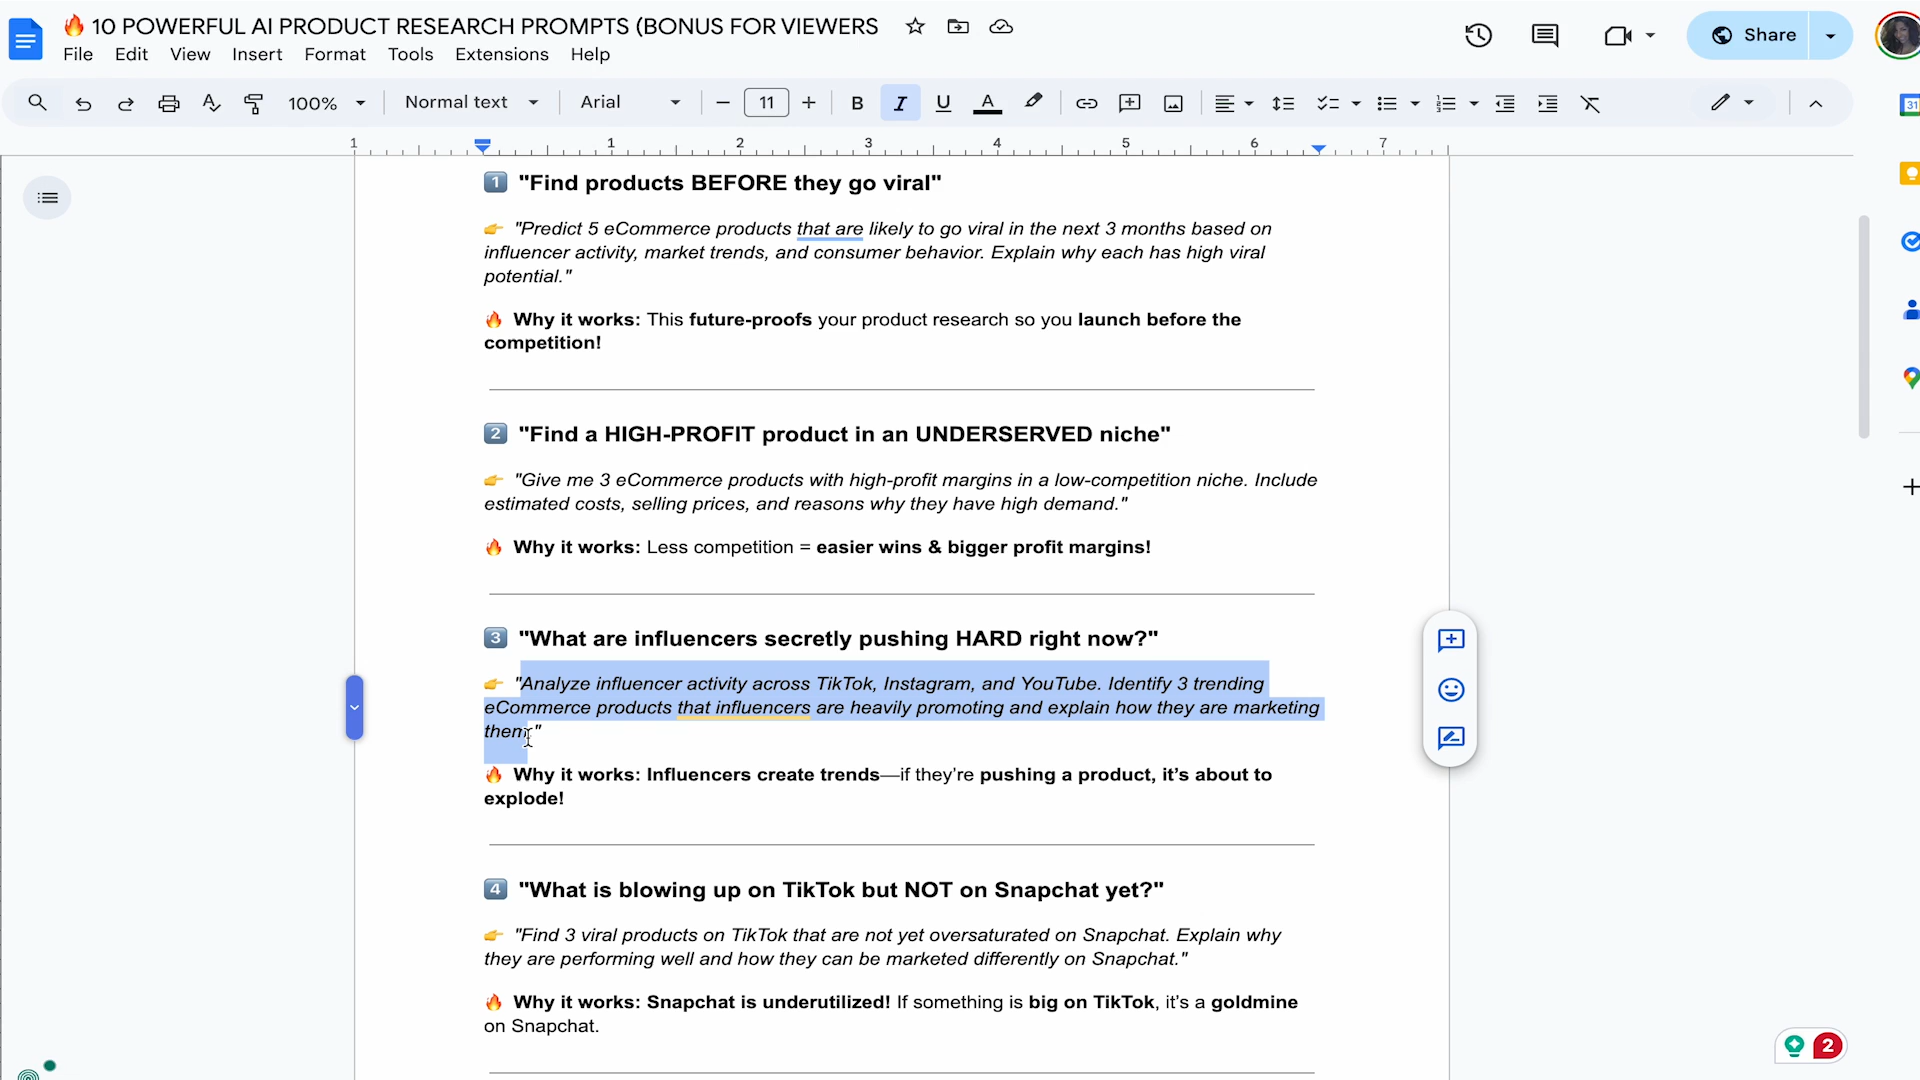 🔥 10 POWERFUL AI PRODUCT RESEARCH PROMPTS (BONUS FOR VIEWERS
File Edit View Insert Format Tools Extensions Help
Share
100% Normal text Arial 11 B I U A
1 1 2 3 4 5 6 7
31
1️⃣ "Find products BEFORE they go viral"
👉 "Predict 5 eCommerce products that are likely to go viral in the next 3 months based on
influencer activity, market trends, and consumer behavior. Explain why each has high viral
potential."
🔥 Why it works: This future-proofs your product research so you launch before the
competition!
2️⃣ "Find a HIGH-PROFIT product in an UNDERSERVED niche"
👉 "Give me 3 eCommerce products with high-profit margins in a low-competition niche. Include
estimated costs, selling prices, and reasons why they have high demand."
🔥 Why it works: Less competition = easier wins & bigger profit margins!
3️⃣ "What are influencers secretly pushing HARD right now?"
👉 "Analyze influencer activity across TikTok, Instagram, and YouTube. Identify 3 trending
eCommerce products that influencers are heavily promoting and explain how they are marketing
them."
🔥 Why it works: Influencers create trends—if they’re pushing a product, it’s about to
explode!
4️⃣ "What is blowing up on TikTok but NOT on Snapchat yet?"
👉 "Find 3 viral products on TikTok that are not yet oversaturated on Snapchat. Explain why
they are performing well and how they can be marketed differently on Snapchat."
🔥 Why it works: Snapchat is underutilized! If something is big on TikTok, it’s a goldmine
on Snapchat.
2